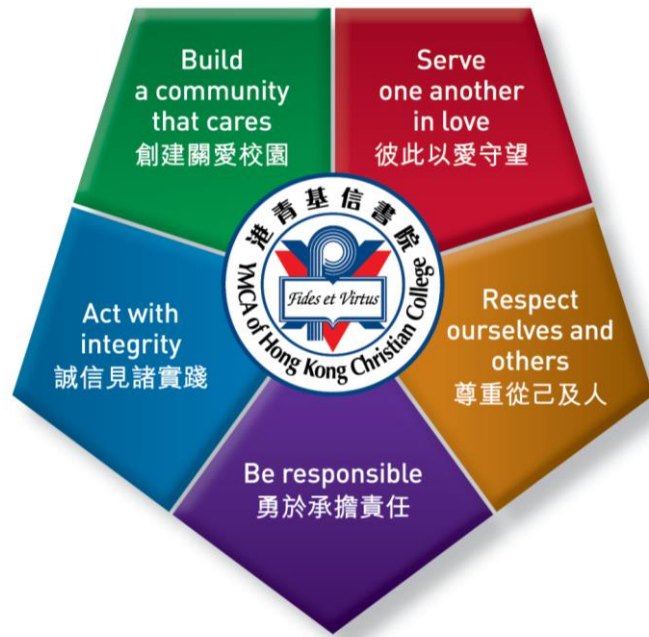 Build
a community
that cares
創建關愛校園
Serve
one another
in love
彼此以愛守望
港青基信書院
Fides et Virtus
YMCA of Hong Kong Christian College
Act with
integrity
誠信見諸實踐
Respect
ourselves and
others
尊重從己及人
Be responsible
勇於承擔責任